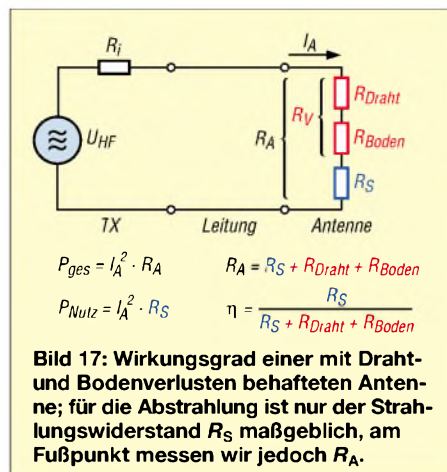 I_A
R_i
R_Draht
R_V
R_A
R_Boden
U_HF
R_S
TX Leitung Antenne
P_ges = I_A^2 · R_A R_A = R_S + R_Draht + R_Boden
P_Nutz = I_A^2 · R_S η = R_S / (R_S + R_Draht + R_Boden)
Bild 17: Wirkungsgrad einer mit Draht-
und Bodenverlusten behafteten Anten-
ne; für die Abstrahlung ist nur der Strah-
lungswiderstand R_S maßgeblich, am
Fußpunkt messen wir jedoch R_A.